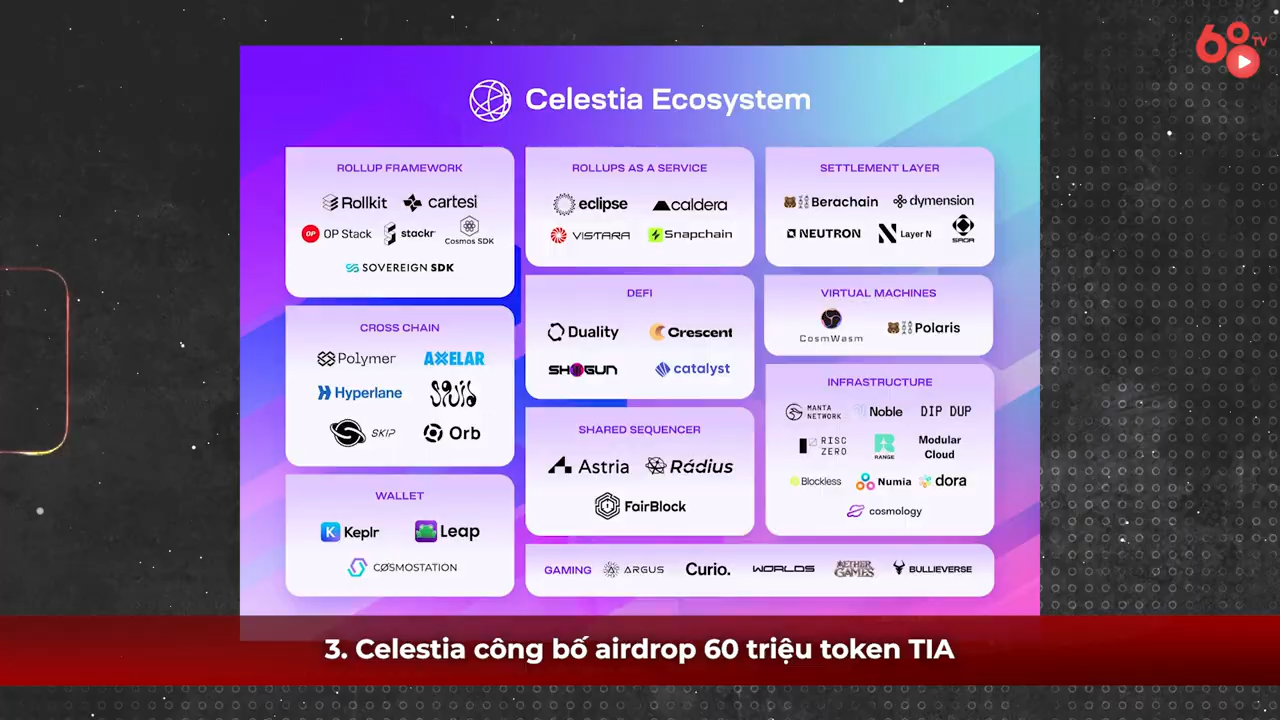 60 TV
Celestia Ecosystem
ROLLUP FRAMEWORK
Rollkit cartesi
OP OP Stack stackr Cosmos SDK
SOVEREIGN SDK
CROSS CHAIN
Polymer AXELAR
Hyperlane
SKIP Orb
WALLET
K Keplr Leap
COSMOSTATION
ROLLUPS AS A SERVICE
eclipse caldera
VISTARA Snapchain
DEFI
Duality Crescent
SHOGUN catalyst
SHARED SEQUENCER
Astria Rádius
FairBlock
SETTLEMENT LAYER
Berachain dymension
NEUTRON Layer N SAGA
VIRTUAL MACHINES
CosmWasm Polaris
INFRASTRUCTURE
MANTA NETWORK Noble DIP DUP
RISC ZERO RANGE Modular Cloud
Blockless Numia dora
cosmology
GAMING ARGUS Curio. WORLDS AETHER GAMES BULLIEVERSE
3. Celestia công bố airdrop 60 triệu token TIA